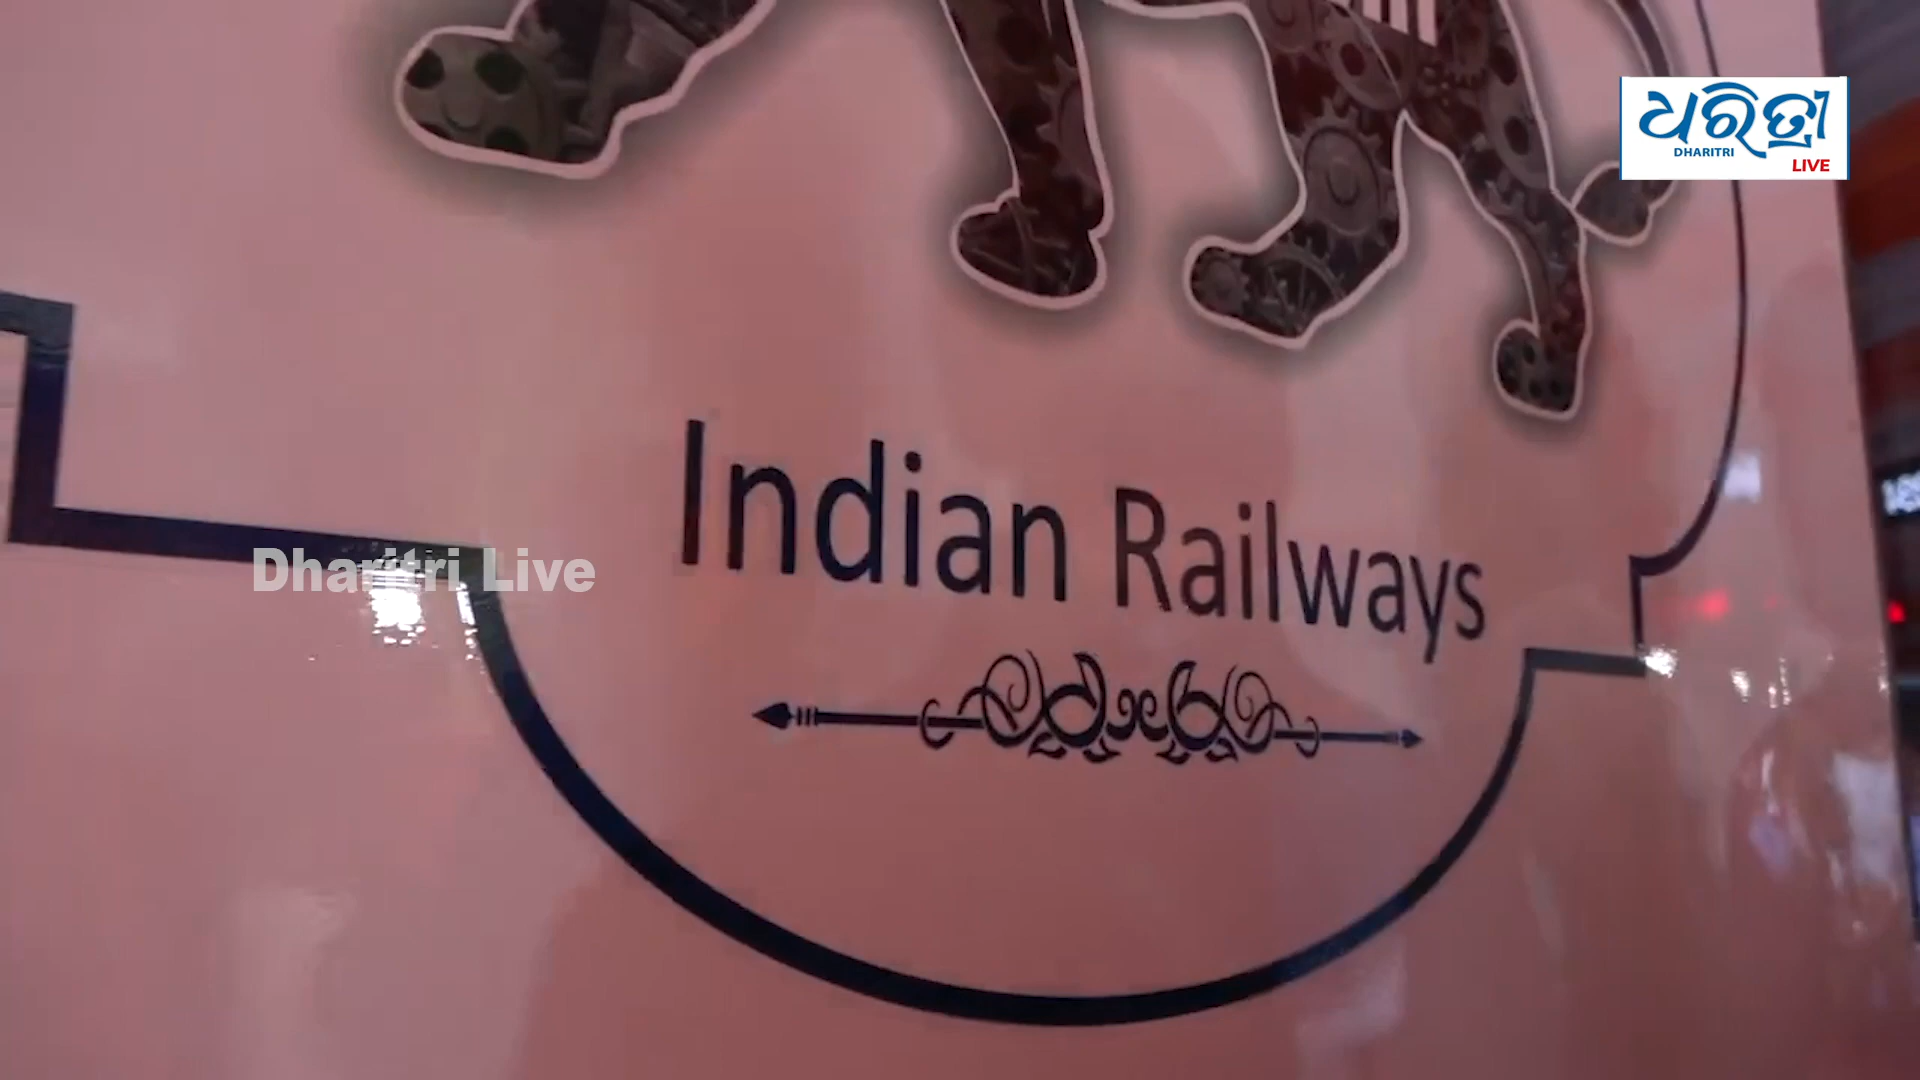 ଧରିତ୍ରୀ
DHARITRI
LIVE
Indian Railways
Dharitri Live